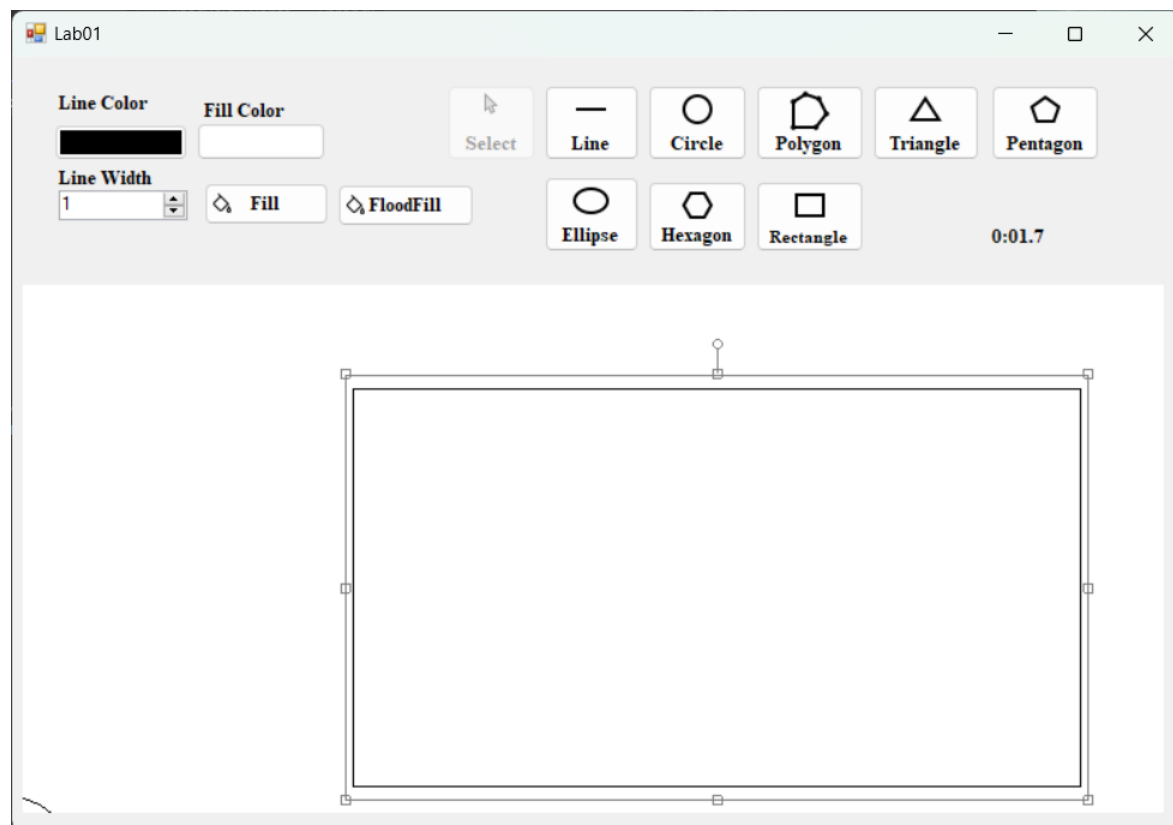 Lab01
Line Color
Fill Color
Select
Line
Circle
Polygon
Triangle
Pentagon
Line Width
1
Fill
FloodFill
Ellipse
Hexagon
Rectangle
0:01.7